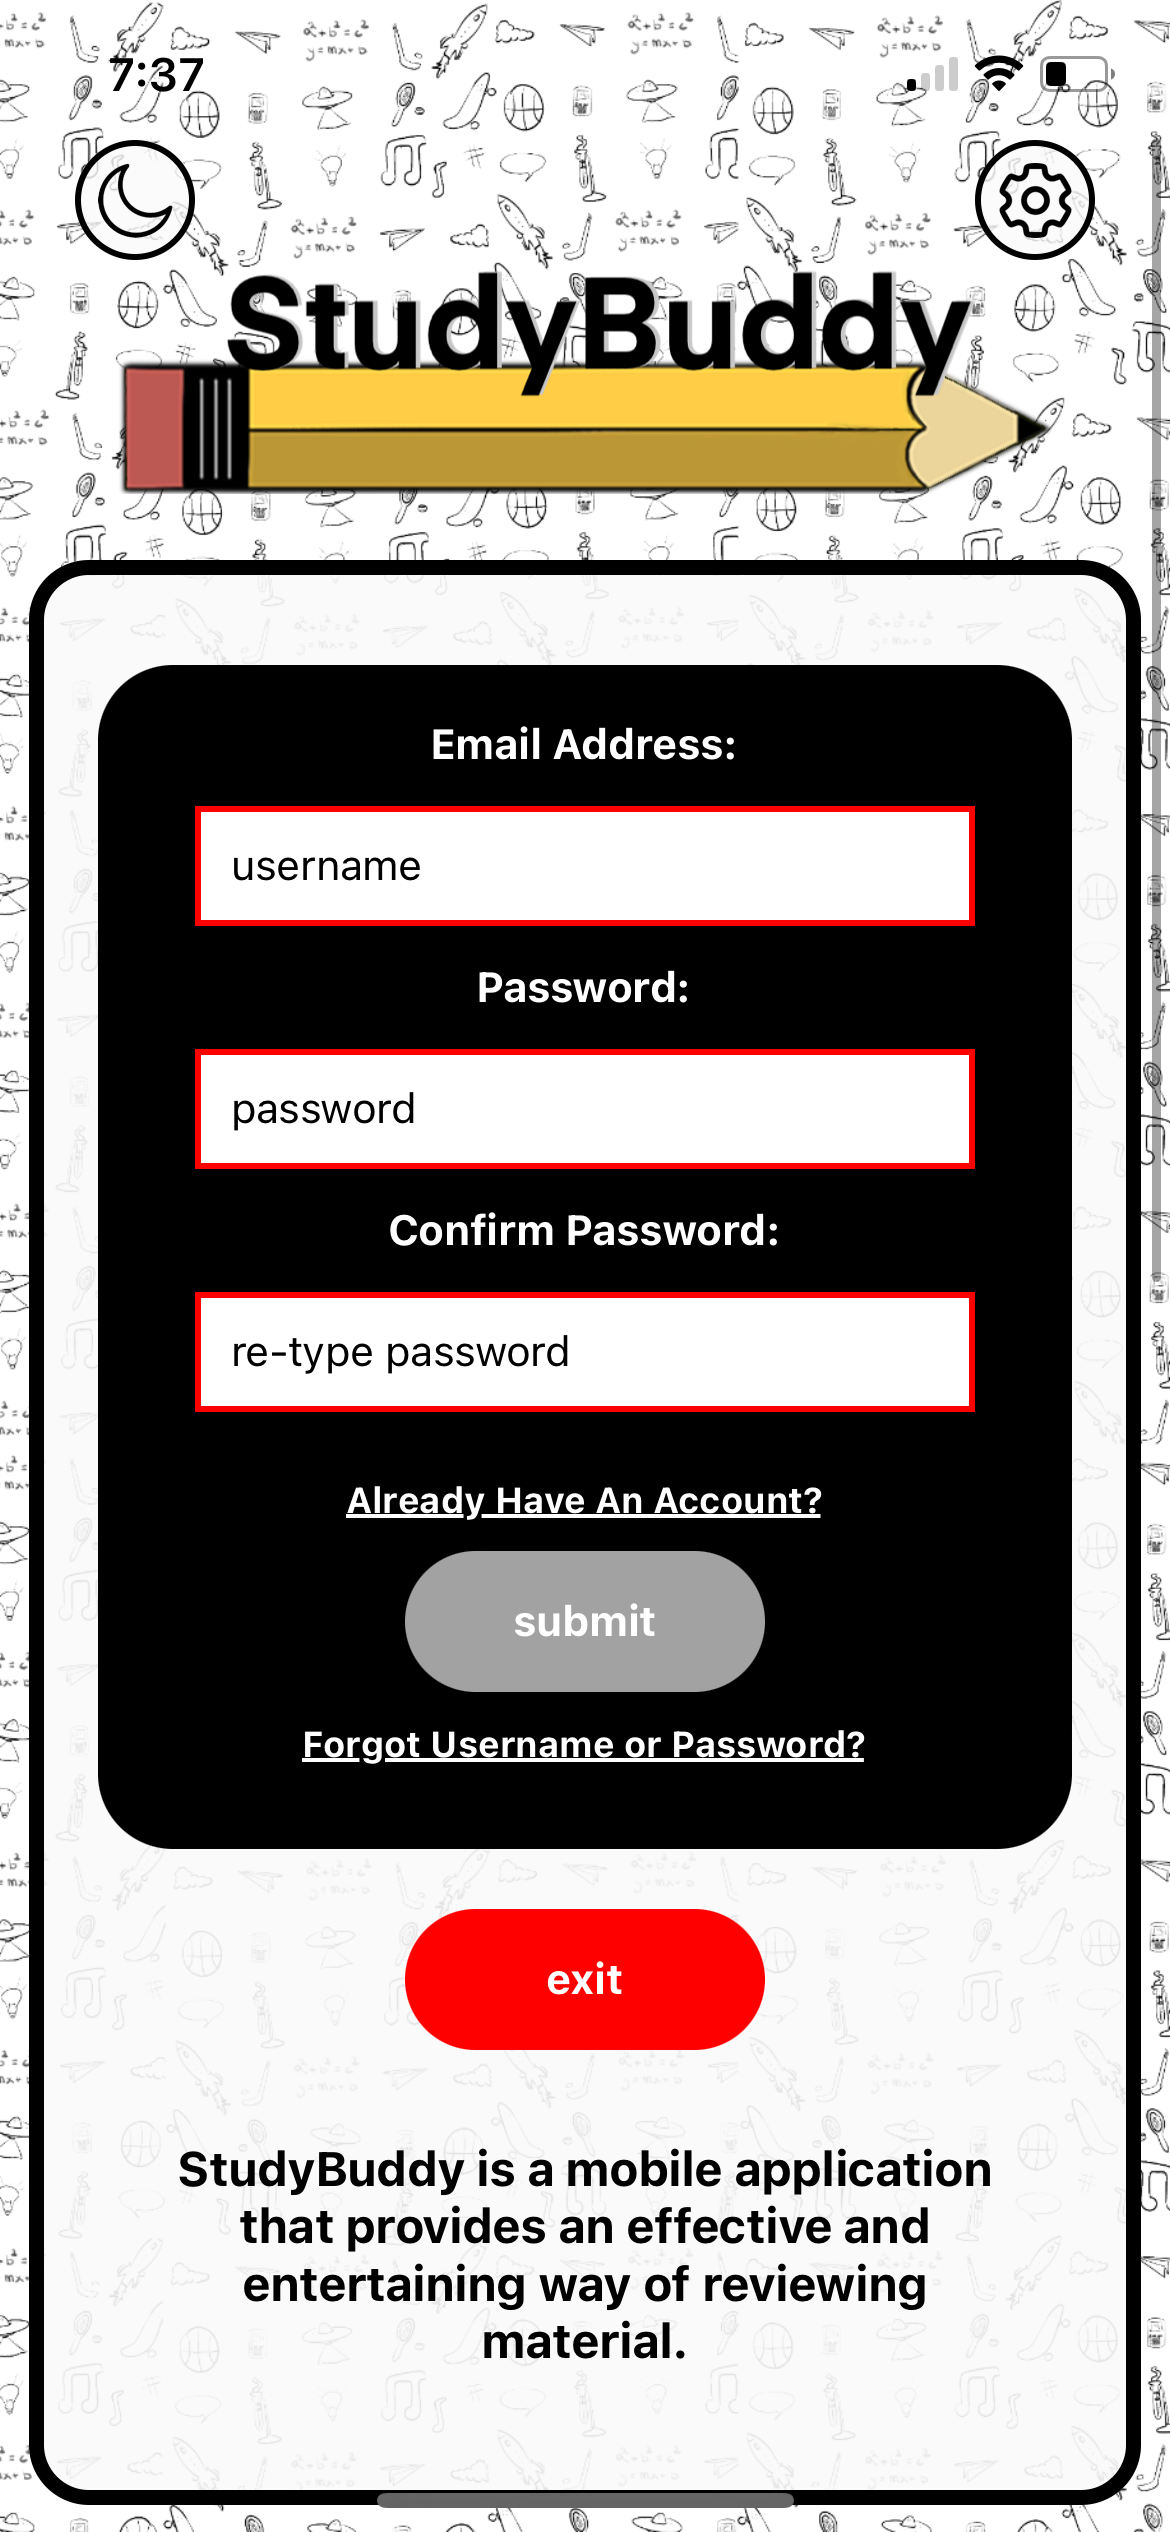 7:37
StudyBuddy
Email Address:
username
Password:
password
Confirm Password:
re-type password
Already Have An Account?
submit
Forgot Username or Password?
exit
StudyBuddy is a mobile application
that provides an effective and
entertaining way of reviewing
material.